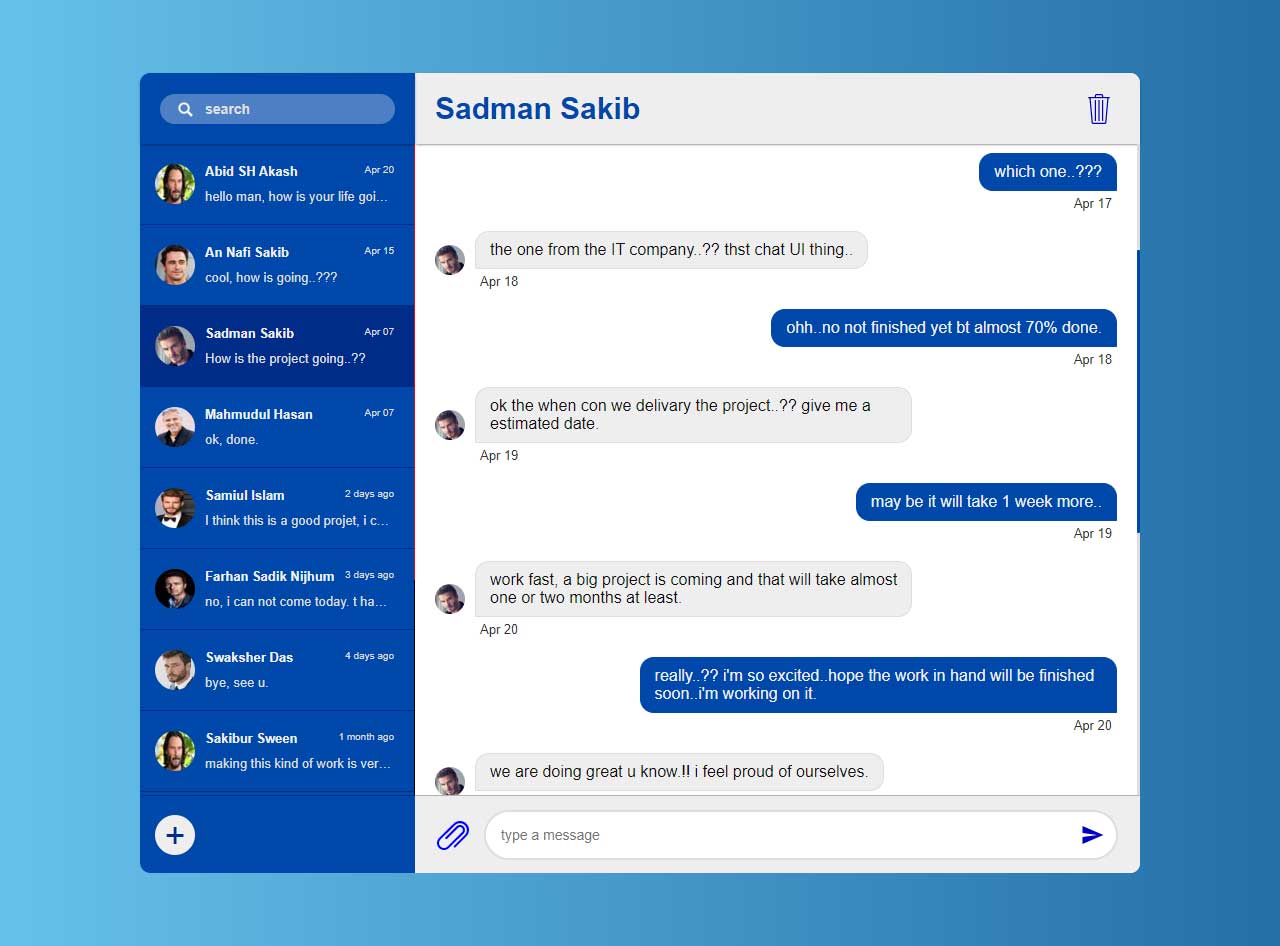 search
Abid SH Akash
Apr 20
hello man, how is your life goi...
An Nafi Sakib
Apr 15
cool, how is going..???
Sadman Sakib
Apr 07
How is the project going..??
Mahmudul Hasan
Apr 07
ok, done.
Samiul Islam
2 days ago
I think this is a good projet, i c...
Farhan Sadik Nijhum
3 days ago
no, i can not come today. t ha...
Swaksher Das
4 days ago
bye, see u.
Sakibur Sween
1 month ago
making this kind of work is ver...
Sadman Sakib
which one..???
Apr 17
the one from the IT company..?? thst chat UI thing..
Apr 18
ohh..no not finished yet bt almost 70% done.
Apr 18
ok the when con we delivary the project..?? give me a
estimated date.
Apr 19
may be it will take 1 week more..
Apr 19
work fast, a big project is coming and that will take almost
one or two months at least.
Apr 20
really..?? i'm so excited..hope the work in hand will be finished
soon..i'm working on it.
Apr 20
we are doing great u know.!! i feel proud of ourselves.
type a message